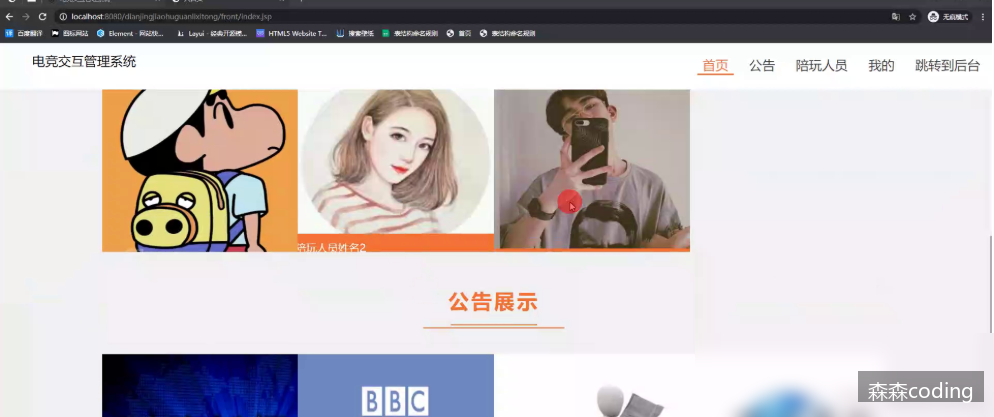 localhost:8080/dianjingjiaohuguanlixitong/front/index.jsp
无痕模式
百度翻译
图标网站
Element - 网站快...
Layui - 经典开源模...
HTML5 Website T...
搜索壁纸
表结构命名规则
首页
表结构命名规则
电竞交互管理系统
首页
公告
陪玩人员
我的
跳转到后台
陪玩人员姓名2
公告展示
BBC
森森coding